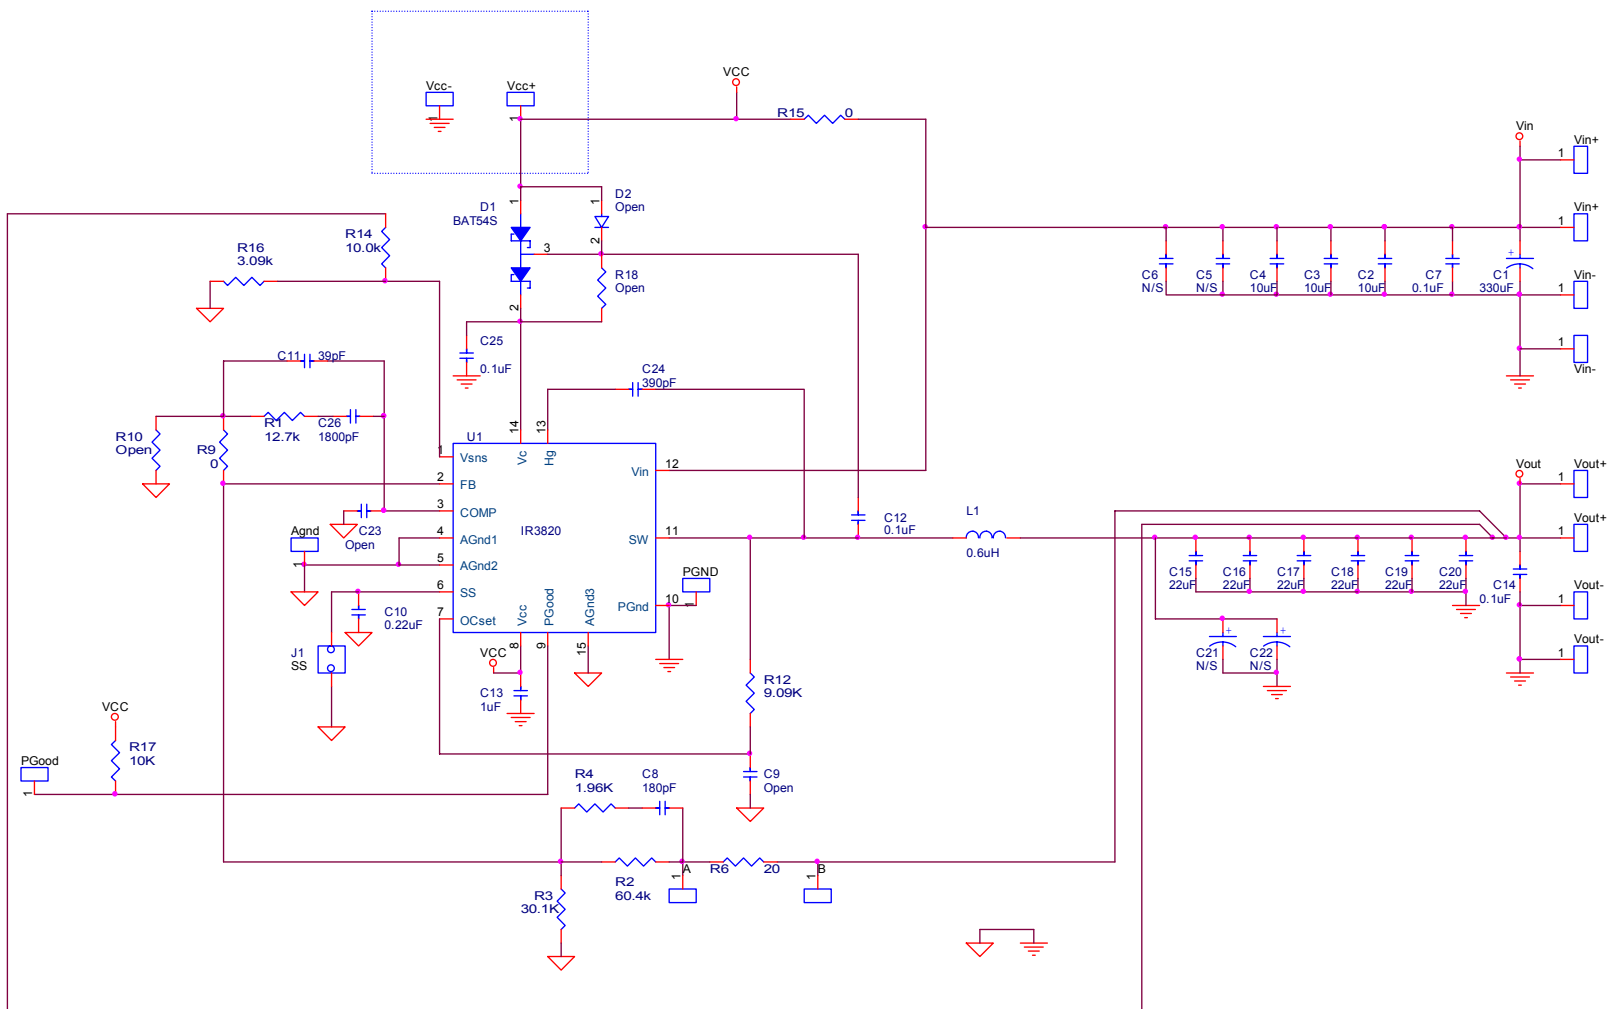 Vcc-
Vcc+
1
1
VCC
R15 0
Vin
Vin+
1
Vin+
1
Vin-
1
1
Vin-
D1
BAT54S
1
3
2
D2
Open
1
2
R18
Open
R16
3.09k
R14
10.0k
C6
N/S
C5
N/S
C4
10uF
C3
10uF
C2
10uF
C7
0.1uF
C1
330uF
+
C25
0.1uF
C24
390pF
C11 39pF
R1
12.7k
C26
1800pF
R10
Open
R9
0
U1
IR3820
14
Vc
13
Hg
1
Vsns
2
FB
3
COMP
4
AGnd1
5
AGnd2
6
SS
7
OCset
Vin
12
SW
11
PGnd
10
Vcc
8
PGood
9
AGnd3
15
C23
Open
Agnd
1
C10
0.22uF
J1
SS
VCC
C13
1uF
PGND
1
C12
0.1uF
L1
0.6uH
Vout
Vout+
1
Vout+
1
Vout-
1
Vout-
1
C15
22uF
C16
22uF
C17
22uF
C18
22uF
C19
22uF
C20
22uF
C14
0.1uF
C21
N/S
+
C22
N/S
+
R12
9.09K
C9
Open
VCC
R17
10K
PGood
1
R4
1.96K
C8
180pF
R2
60.4k
R6 20
A
1
B
1
R3
30.1K